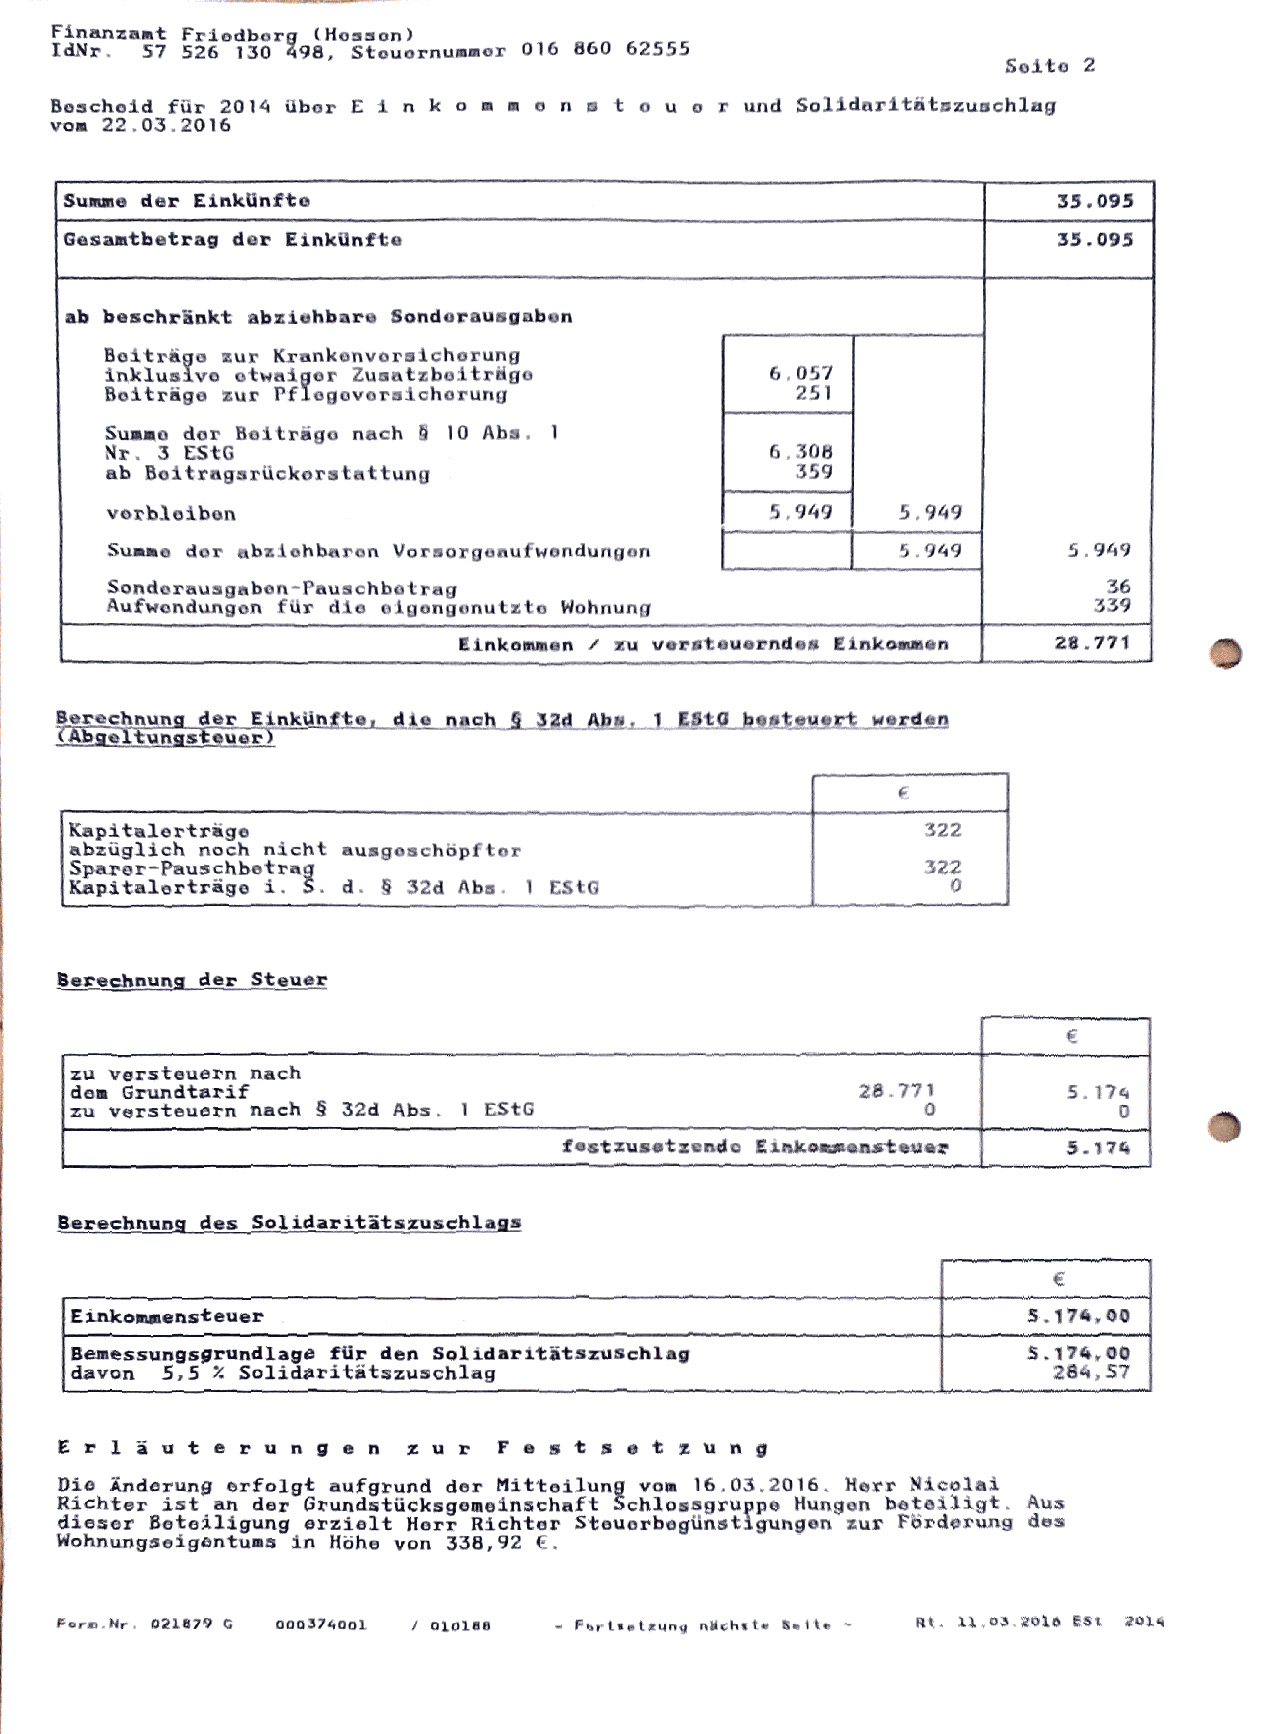 Finanzamt Friedberg (Hessen)
IdNr. 57 526 130 498, Steuernummer 016 860 62555
Seite 2
Bescheid für 2014 über E i n k o m m e n s t e u e r und Solidaritätszuschlag
vom 22.03.2016
Summe der Einkünfte 35.095
Gesamtbetrag der Einkünfte 35.095
ab beschränkt abziehbare Sonderausgaben
Beiträge zur Krankenversicherung
inklusive etwaiger Zusatzbeiträge 6.057
Beiträge zur Pflegeversicherung 251
Summe der Beiträge nach § 10 Abs. 1
Nr. 3 EStG 6.308
ab Beitragsrückerstattung 359
verbleiben 5.949 5.949
Summe der abziehbaren Vorsorgeaufwendungen 5.949 5.949
Sonderausgaben-Pauschbetrag 36
Aufwendungen für die eigengenutzte Wohnung 339
Einkommen / zu versteuerndes Einkommen 28.771
Berechnung der Einkünfte, die nach § 32d Abs. 1 EStG besteuert werden
(Abgeltungsteuer)
€
Kapitalerträge 322
abzüglich noch nicht ausgeschöpfter
Sparer-Pauschbetrag 322
Kapitalerträge i. S. d. § 32d Abs. 1 EStG 0
Berechnung der Steuer
€
zu versteuern nach
dem Grundtarif 28.771 5.174
zu versteuern nach § 32d Abs. 1 EStG 0 0
festzusetzende Einkommensteuer 5.174
Berechnung des Solidaritätszuschlags
€
Einkommensteuer 5.174,00
Bemessungsgrundlage für den Solidaritätszuschlag 5.174,00
davon 5,5 % Solidaritätszuschlag 284,57
E r l ä u t e r u n g e n z u r F e s t s e t z u n g
Die Änderung erfolgt aufgrund der Mitteilung vom 16.03.2016. Herr Nicolai
Richter ist an der Grundstücksgemeinschaft Schlossgruppe Hungen beteiligt. Aus
dieser Beteiligung erzielt Herr Richter Steuerbegünstigungen zur Förderung des
Wohnungseigentums in Höhe von 338,92 €.
Form.Nr. 021879 G 000374001 / 010188 - Fortsetzung nächste Seite - Rt. 11.03.2016 ESt 2014